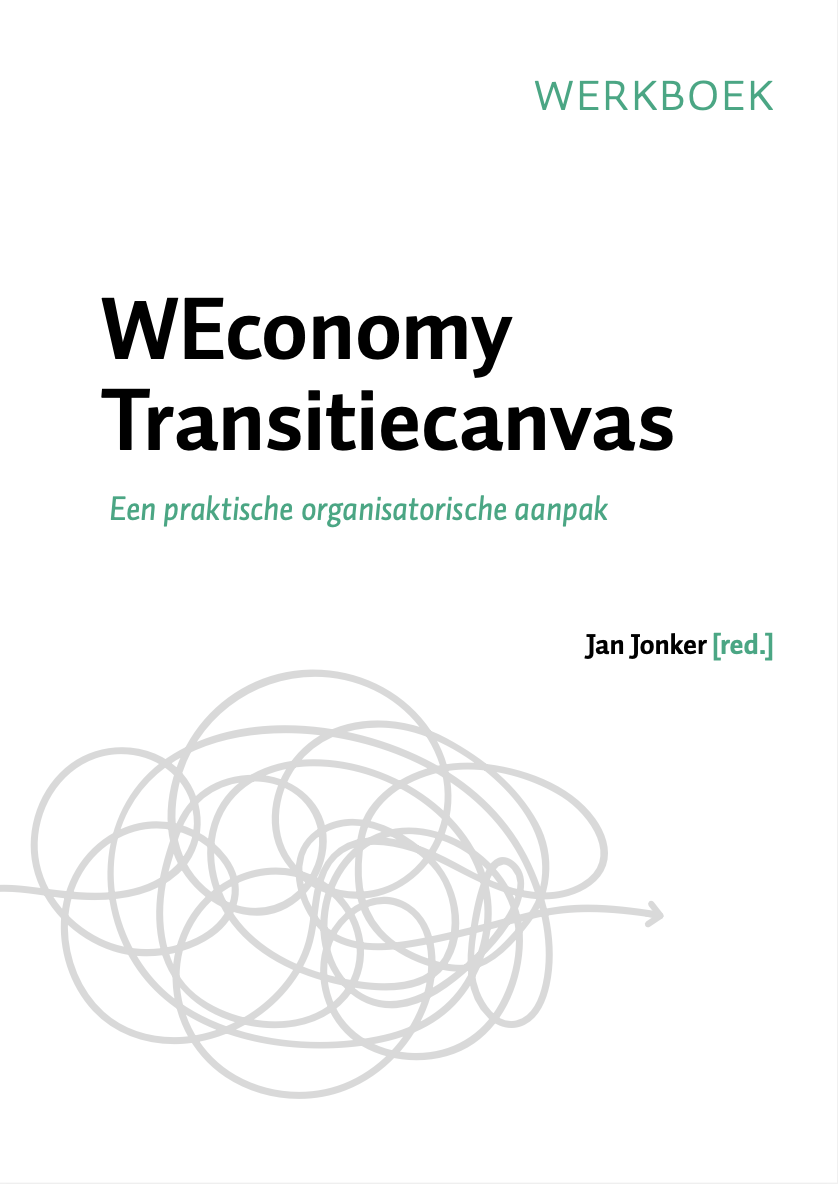 WERKBOEK
WEconomy
Transitiecanvas
Een praktische organisatorische aanpak
Jan Jonker [red.]